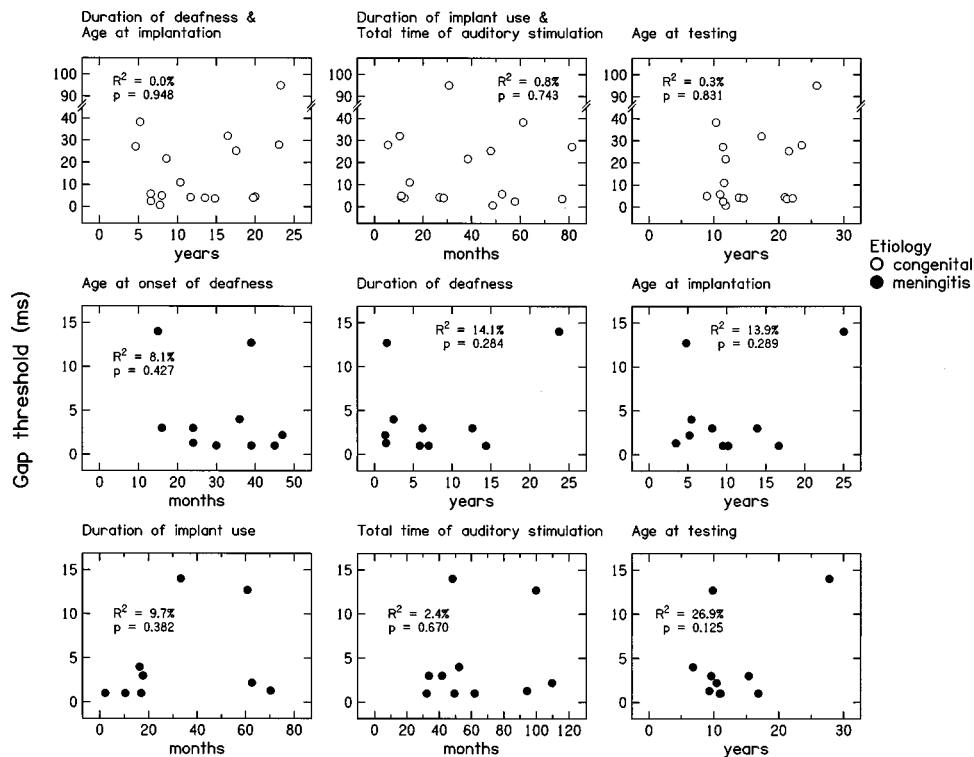 Duration of deafness &
Age at implantation
Duration of implant use &
Total time of auditory stimulation
Age at testing
100
90
40
30
20
10
0
R² = 0.0%
p = 0.948
0 5 10 15 20 25
years
R² = 0.8%
p = 0.743
0 20 40 60 80
months
R² = 0.3%
p = 0.831
0 10 20 30
years
Etiology
congenital
meningitis
Gap threshold (ms)
Age at onset of deafness
Duration of deafness
Age at implantation
15
10
5
0
R² = 8.1%
p = 0.427
0 10 20 30 40 50
months
R² = 14.1%
p = 0.284
0 5 10 15 20 25
years
R² = 13.9%
p = 0.289
0 5 10 15 20 25
years
Duration of implant use
Total time of auditory stimulation
Age at testing
15
10
5
0
R² = 9.7%
p = 0.382
0 20 40 60 80
months
R² = 2.4%
p = 0.670
0 20 40 60 80 100 120
months
R² = 26.9%
p = 0.125
0 10 20 30
years